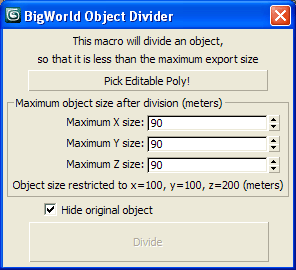 BigWorld Object Divider
This macro will divide an object,
so that it is less than the maximum export size
Pick Editable Poly!
Maximum object size after division (meters)
Maximum X size: 90
Maximum Y size: 90
Maximum Z size: 90
Object size restricted to x=100, y=100, z=200 (meters)
Hide original object
Divide